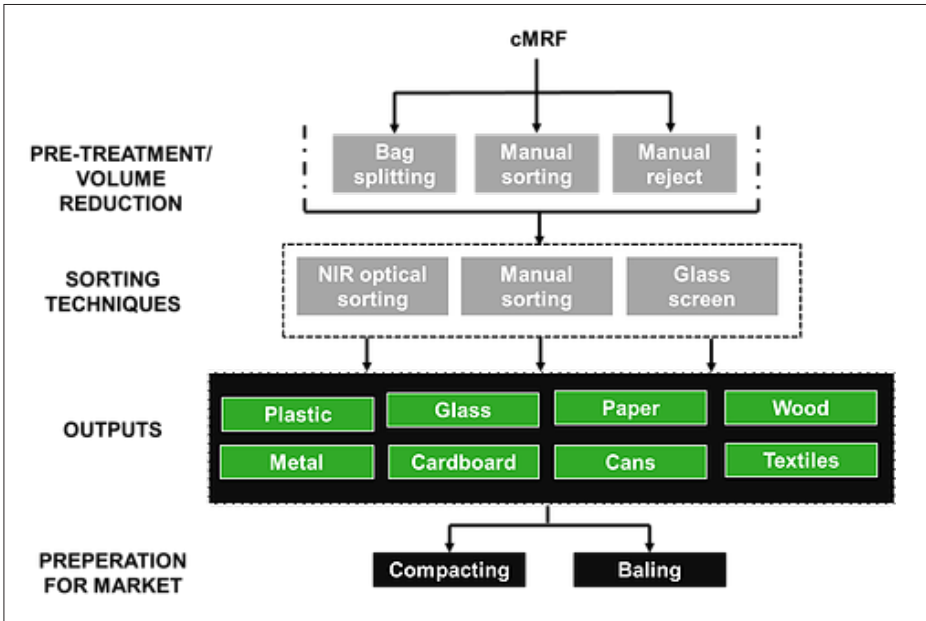 cMRF
PRE-TREATMENT/
VOLUME
REDUCTION
Bag
splitting
Manual
sorting
Manual
reject
SORTING
TECHNIQUES
NIR optical
sorting
Manual
sorting
Glass
screen
OUTPUTS
Plastic
Glass
Paper
Wood
Metal
Cardboard
Cans
Textiles
PREPERATION
FOR MARKET
Compacting
Baling